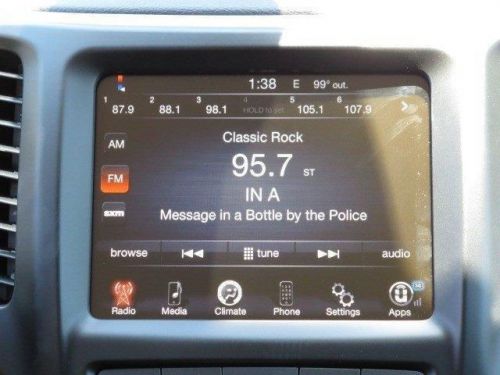 1:38 E 99° out.
1 2 3 4 5 6
87.9 88.1 98.1 HOLD to set 105.1 107.9
AM
Classic Rock
FM
95.7 ST
IN A
sxm
Message in a Bottle by the Police
browse tune audio
Radio Media Climate Phone Settings Apps